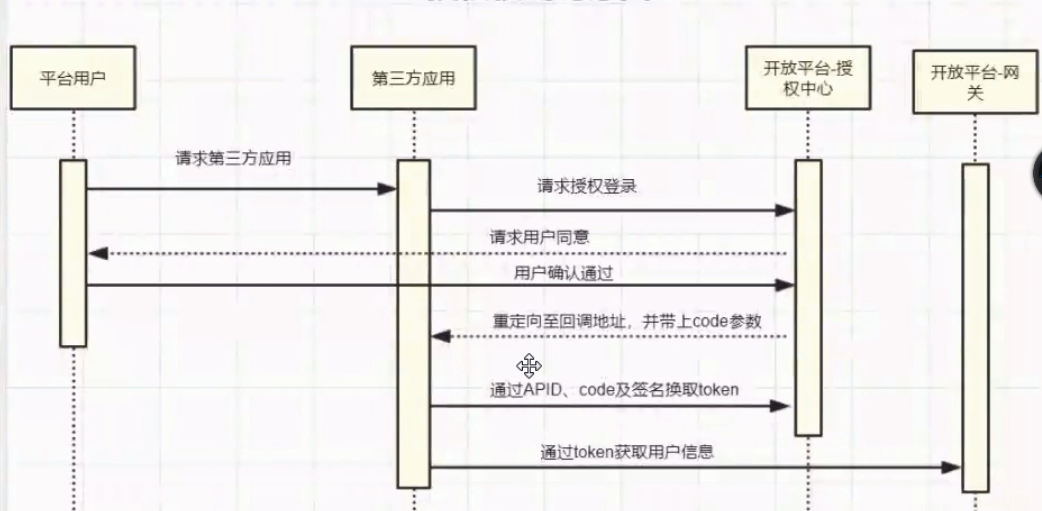 平台用户
第三方应用
开放平台-授
权中心
开放平台-网
关
请求第三方应用
请求授权登录
请求用户同意
用户确认通过
重定向至回调地址，并带上code参数
通过APID、code及签名换取token
通过token获取用户信息